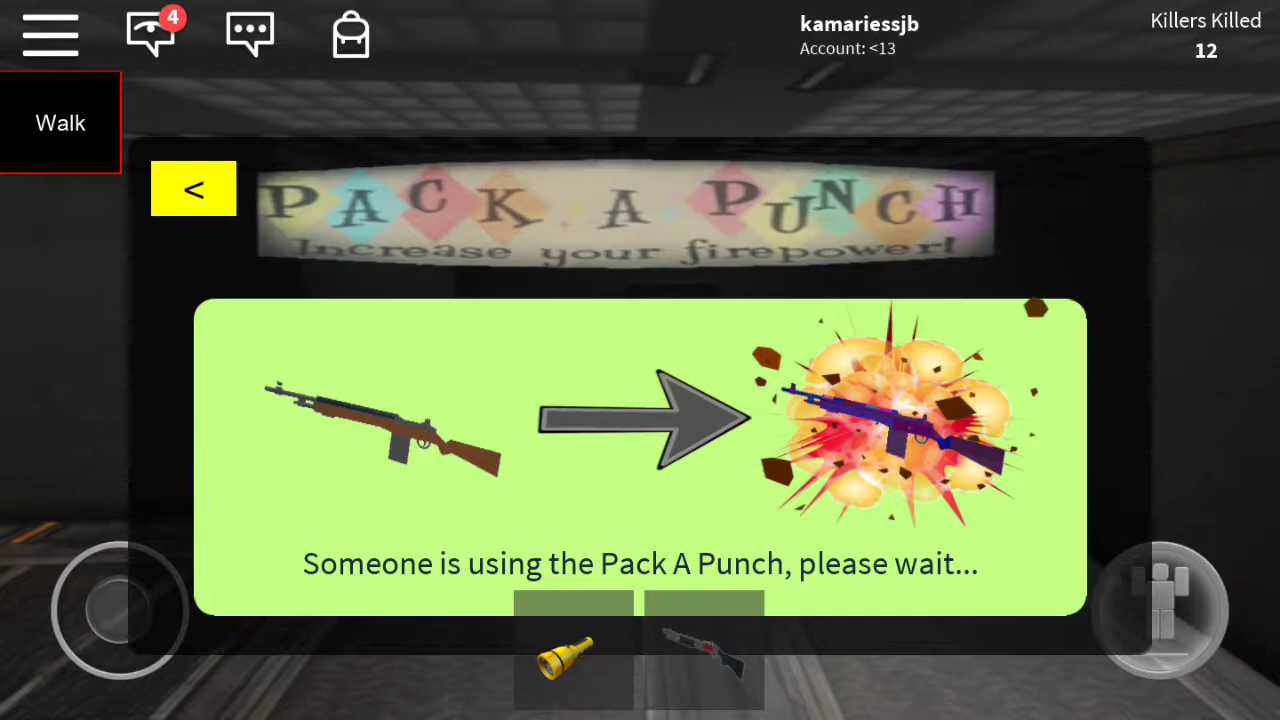 4
kamariessjb
Account: <13
Killers Killed
12
Walk
<
PACK A PUNCH
Increase your firepower!
Someone is using the Pack A Punch, please wait...